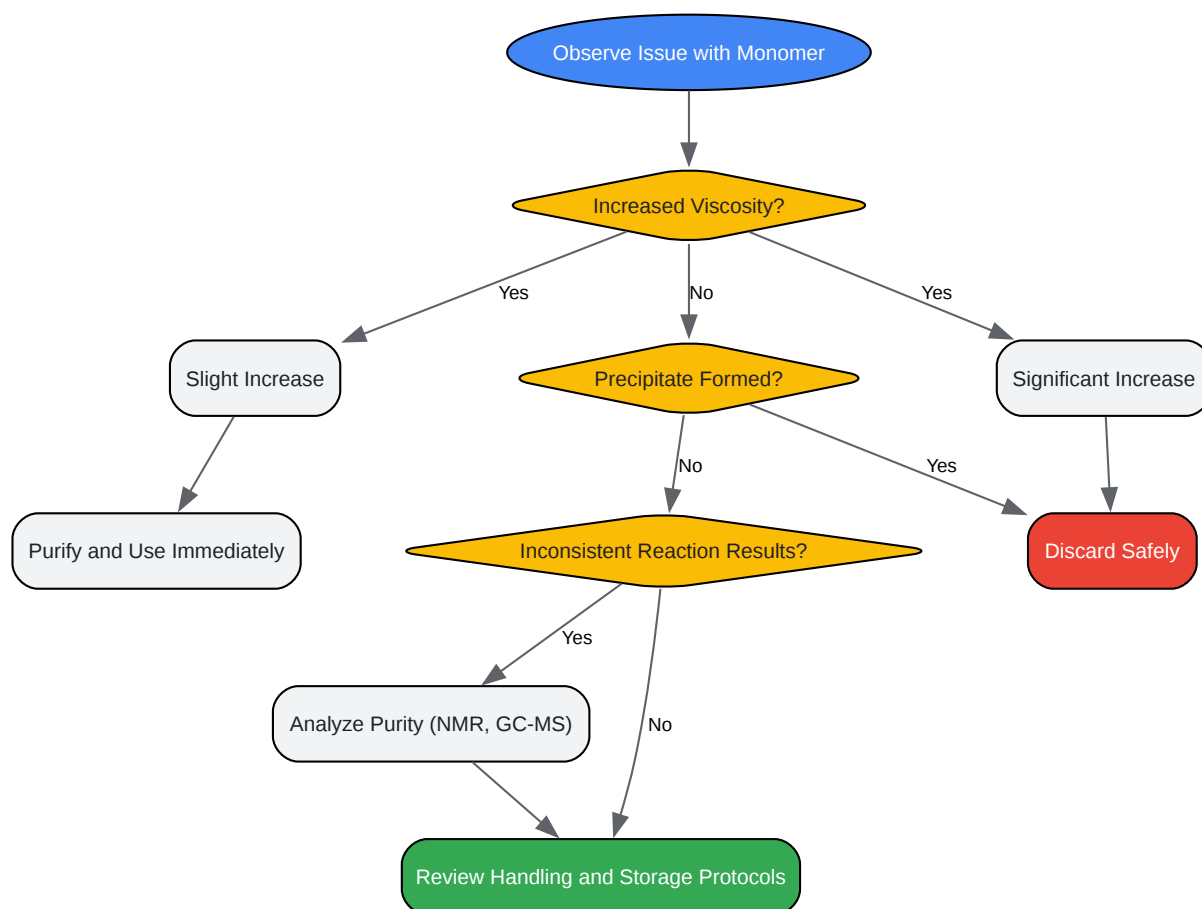 Observe Issue with Monomer
Increased Viscosity?
Yes
No
Yes
Slight Increase
Precipitate Formed?
Significant Increase
No
Yes
Purify and Use Immediately
Inconsistent Reaction Results?
Discard Safely
Yes
Analyze Purity (NMR, GC-MS)
No
Review Handling and Storage Protocols